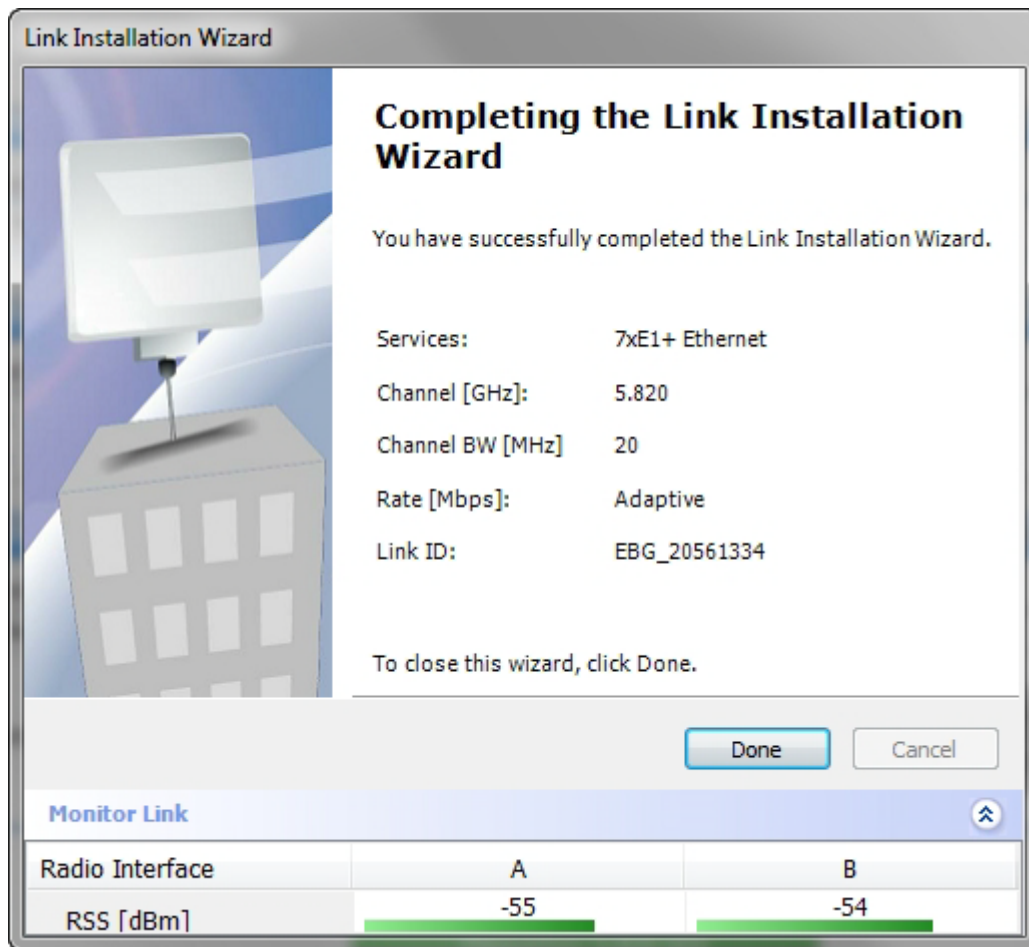 Link Installation Wizard
Completing the Link Installation
Wizard
You have successfully completed the Link Installation Wizard.
Services: 7xE1+ Ethernet
Channel [GHz]: 5.820
Channel BW [MHz] 20
Rate [Mbps]: Adaptive
Link ID: EBG_20561334
To close this wizard, click Done.
Done Cancel
Monitor Link
Radio Interface A B
RSS [dBm] -55 -54